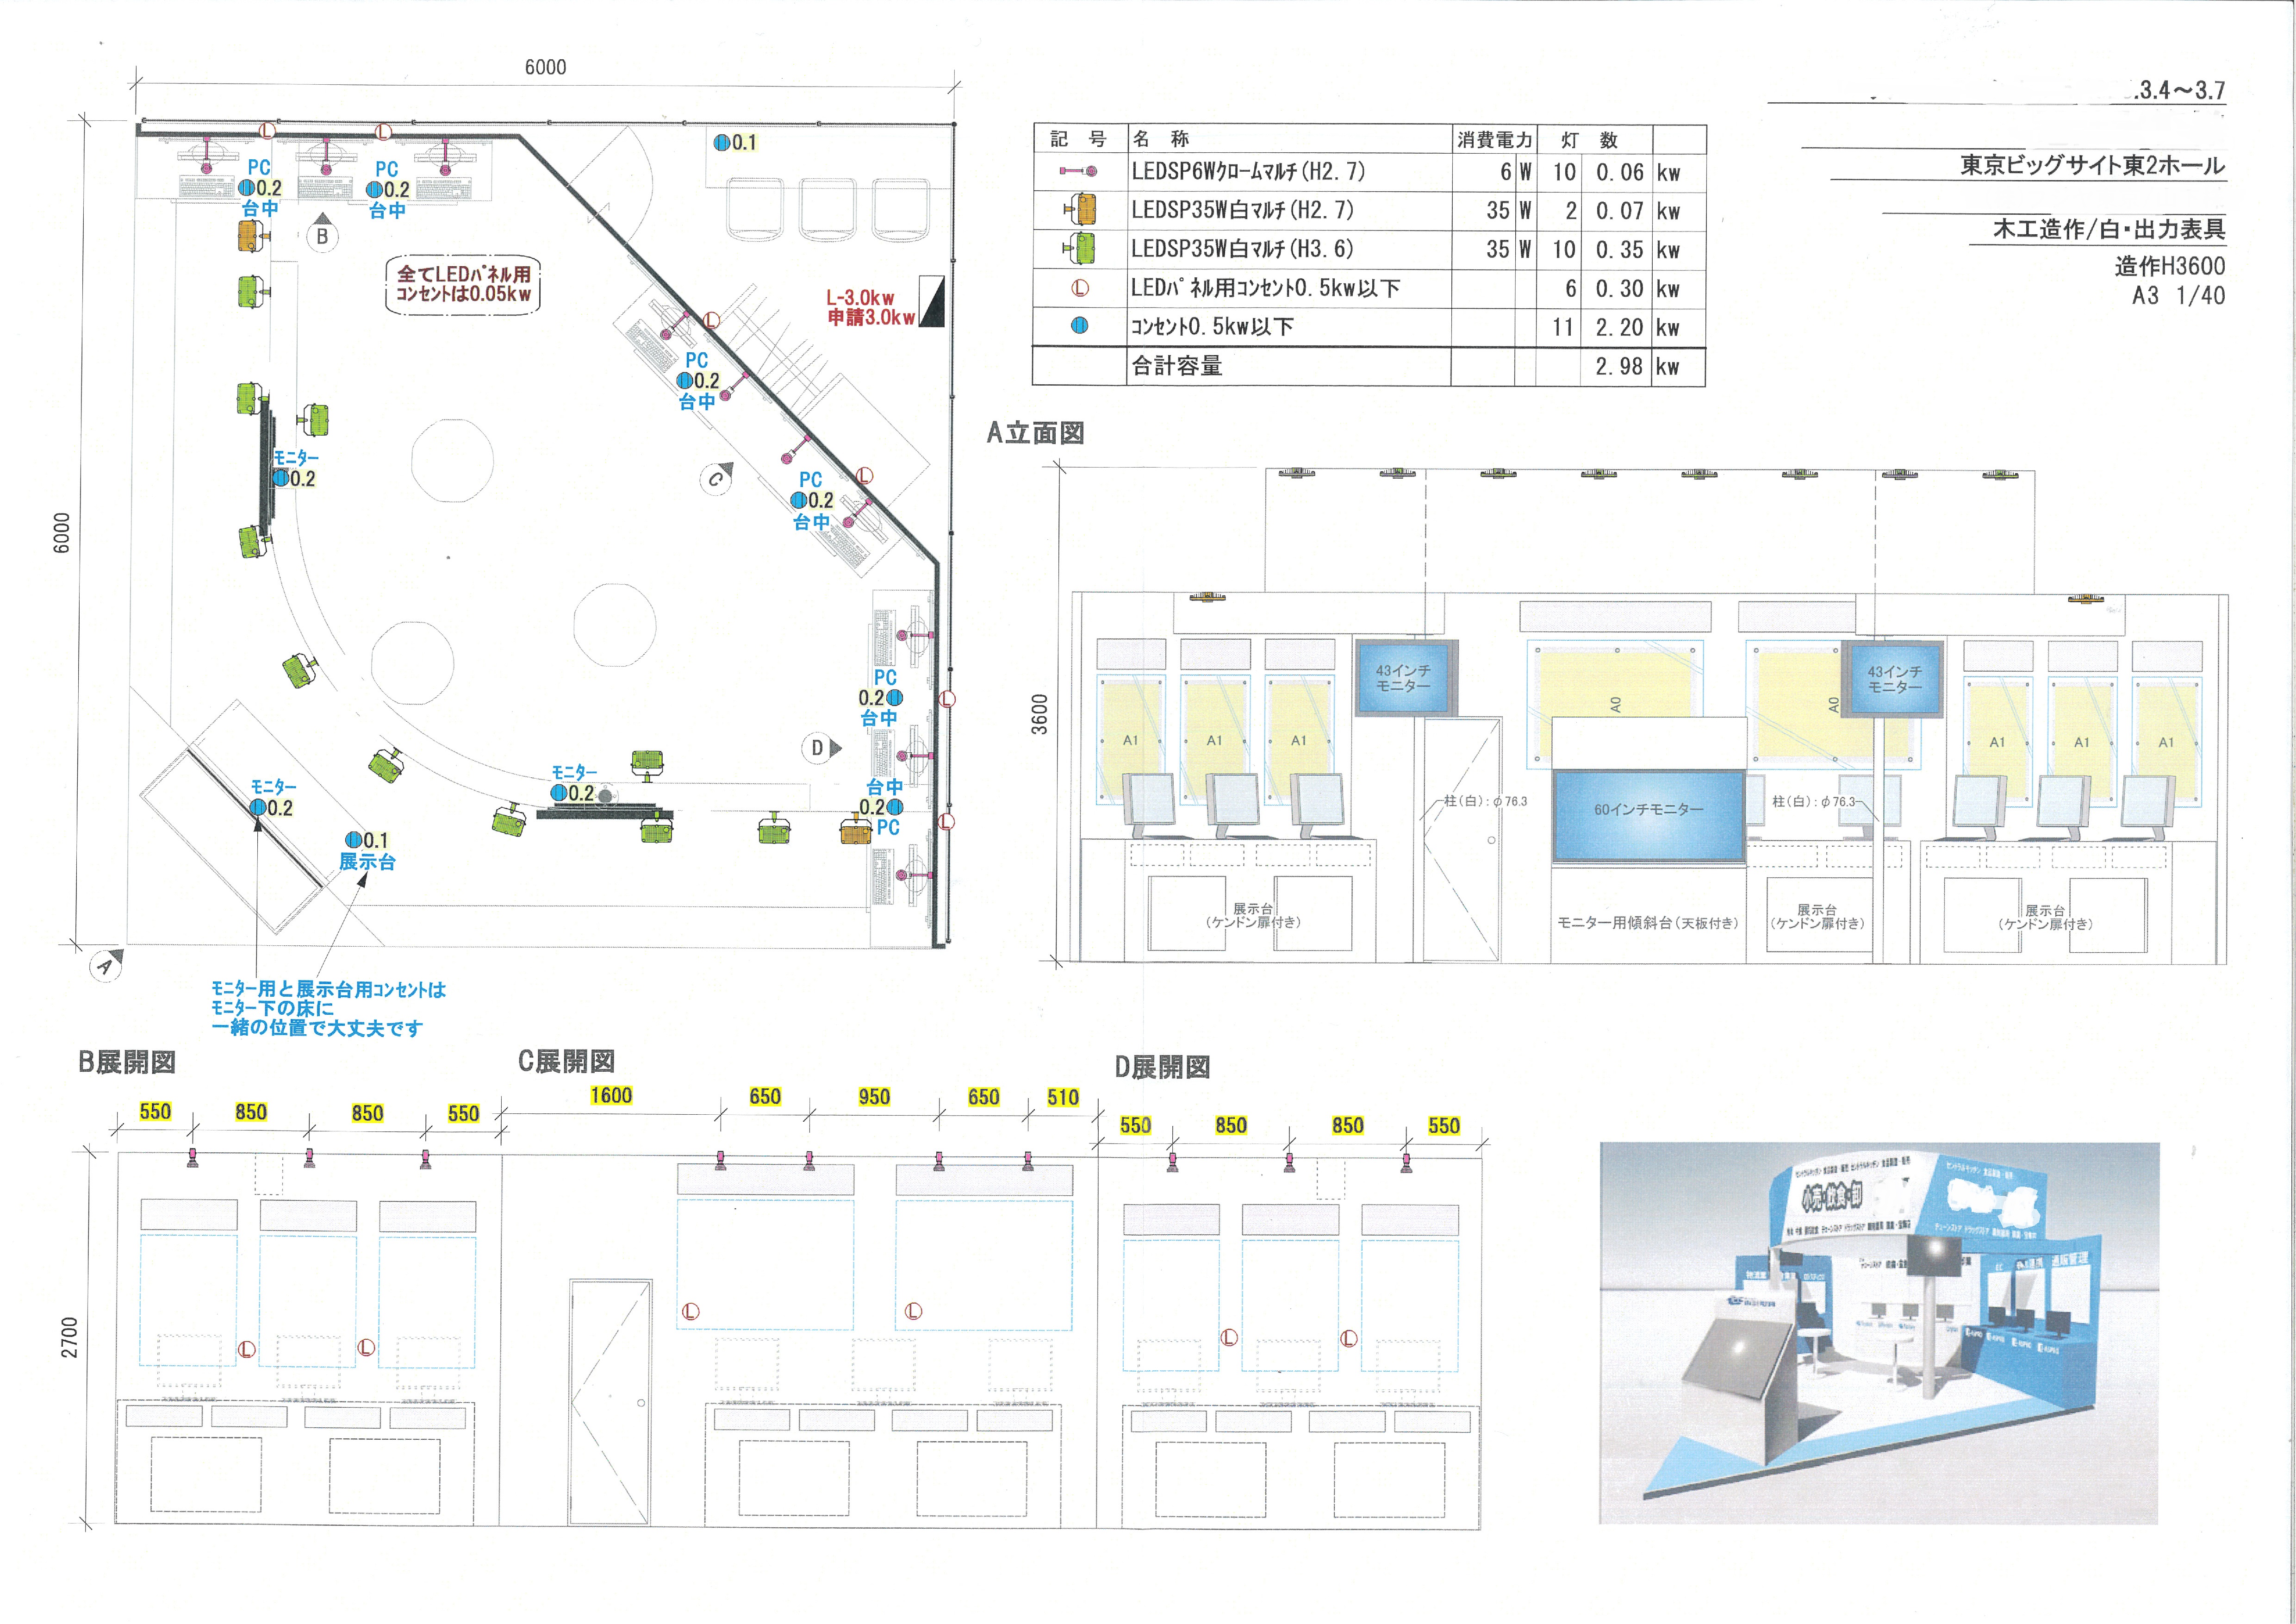 6000
.3.4～3.7
東京ビッグサイト東2ホール
木工造作/白・出力表具
造作H3600
A3 1/40
記 号 名 称 消費電力 灯 数
LEDSP6Wクロームマルチ(H2.7) 6 W 10 0.06 kw
LEDSP35W白マルチ(H2.7) 35 W 2 0.07 kw
LEDSP35W白マルチ(H3.6) 35 W 10 0.35 kw
Ⓛ LEDパネル用コンセント0.5kw以下 6 0.30 kw
コンセント0.5kw以下 11 2.20 kw
合計容量 2.98 kw
6000
L
L
PC
0.2
台中
PC
0.2
台中
0.1
B
全てLEDパネル用
コンセントは0.05kw
L-3.0kw
申請3.0kw
L
PC
0.2
台中
C
L
PC
0.2
台中
モニター
0.2
PC
0.2
台中
L
D
モニター
0.2
台中
0.2
PC
L
モニター
0.2
0.1
展示台
A
モニター用と展示台用コンセントは
モニター下の床に
一緒の位置で大丈夫です
A立面図
3600
43インチ
モニター
43インチ
モニター
A1
A1
A1
A0
A0
A1
A1
A1
柱(白):φ76.3
60インチモニター
柱(白):φ76.3
展示台
(ケンドン扉付き)
モニター用傾斜台(天板付き)
展示台
(ケンドン扉付き)
展示台
(ケンドン扉付き)
B展開図
550 850 850 550
2700
L
L
C展開図
1600 650 950 650 510
L
L
D展開図
550 850 850 550
L
L
小売・飲食・卸